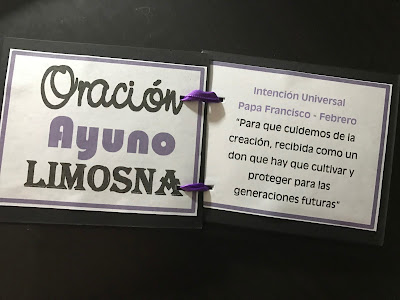 Oración
Ayuno
LIMOSNA
Intención Universal
Papa Francisco - Febrero
"Para que cuidemos de la
creación, recibida como un
don que hay que cultivar y
proteger para las
generaciones futuras"